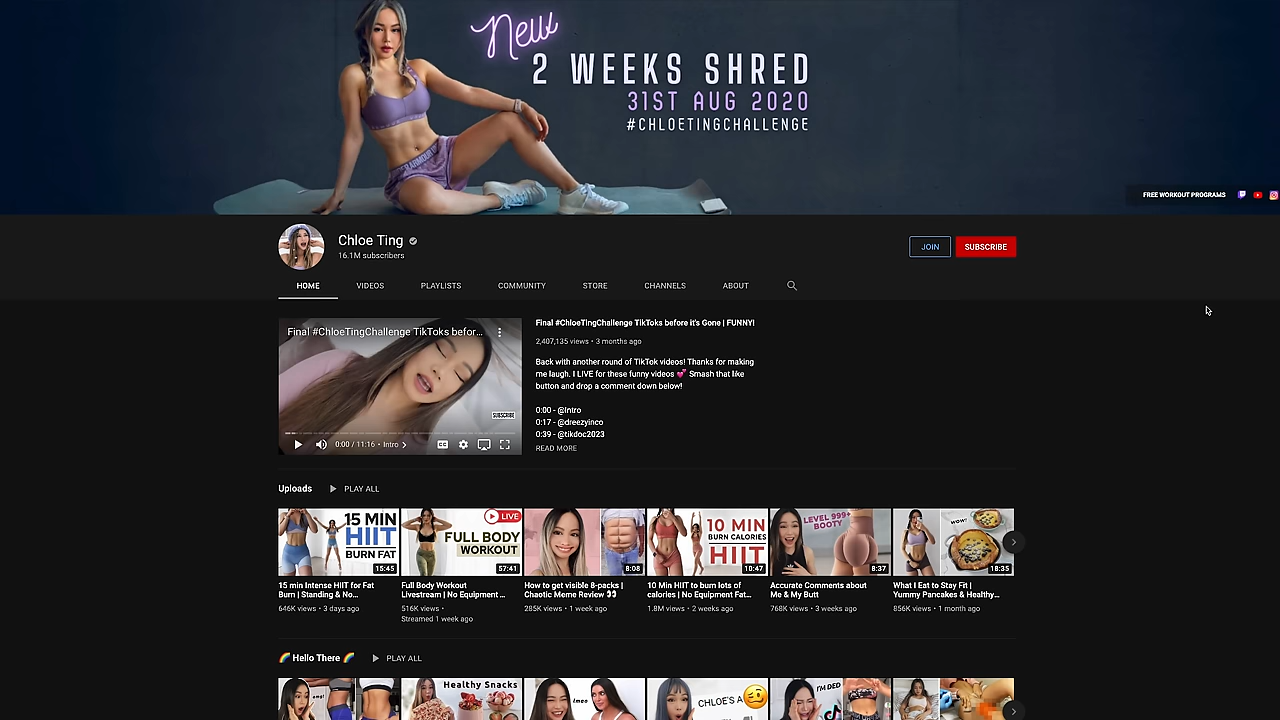 New
2 WEEKS SHRED
31ST AUG 2020
#CHLOETINGCHALLENGE
FREE WORKOUT PROGRAMS
Chloe Ting
16.1M subscribers
JOIN
SUBSCRIBE
HOME
VIDEOS
PLAYLISTS
COMMUNITY
STORE
CHANNELS
ABOUT
Final #ChloeTingChallenge TikToks befor...
SUBSCRIBE
0:00 / 11:16 • Intro
CC
Final #ChloeTingChallenge TikToks before it's Gone | FUNNY!
2,407,135 views • 3 months ago
Back with another round of TikTok videos! Thanks for making
me laugh. I LIVE for these funny videos 💕 Smash that like
button and drop a comment down below!
0:00 - @Intro
0:17 - @dreezyinco
0:39 - @tikdoc2023
READ MORE
Uploads
PLAY ALL
15 MIN
HIIT
BURN FAT
15:45
15 min Intense HIIT for Fat
Burn | Standing & No...
646K views • 3 days ago
LIVE
FULL BODY
WORKOUT
57:41
Full Body Workout
Livestream | No Equipment ...
516K views •
Streamed 1 week ago
8:08
How to get visible 8-packs |
Chaotic Meme Review 👀
285K views • 1 week ago
10 MIN
BURN CALORIES
HIIT
10:47
10 Min HIIT to burn lots of
calories | No Equipment Fat...
1.8M views • 2 weeks ago
LEVEL 999+
BOOTY
8:37
Accurate Comments about
Me & My Butt
768K views • 3 weeks ago
WOW!
18:35
What I Eat to Stay Fit |
Yummy Pancakes & Healthy...
856K views • 1 month ago
🌈 Hello There 🌈
PLAY ALL
omg!
Healthy Snacks
lmao
CHLOE'S A
I'M DED